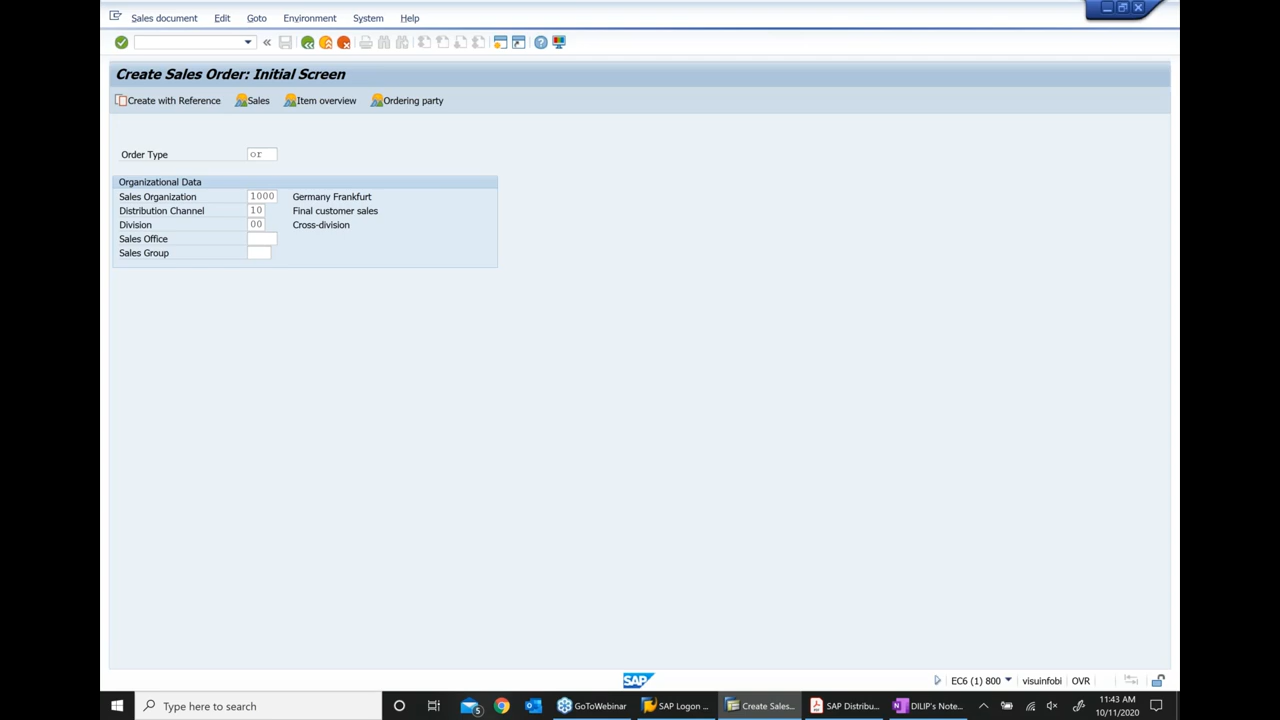 Sales document Edit Goto Environment System Help
Create Sales Order: Initial Screen
Create with Reference Sales Item overview Ordering party
Order Type or
Organizational Data
Sales Organization 1000 Germany Frankfurt
Distribution Channel 10 Final customer sales
Division 00 Cross-division
Sales Office
Sales Group
SAP EC6 (1) 800 visuinfobi OVR
Type here to search 5 GoToWebinar SAP Logon ... Create Sales... SAP Distribu... DILIP's Note... 11:43 AM
10/11/2020